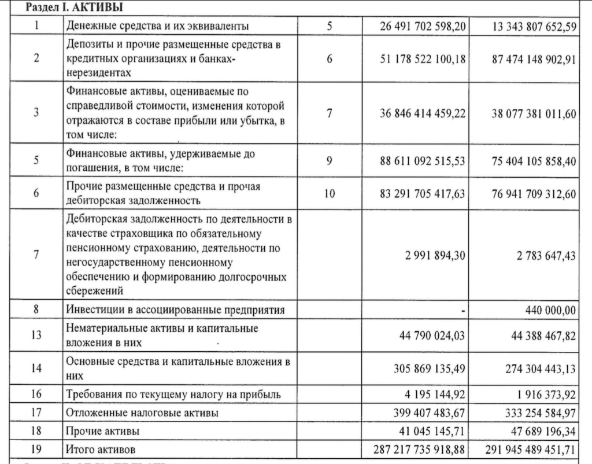 Раздел I. АКТИВЫ
1 Денежные средства и их эквиваленты 5 26 491 702 598,20 13 343 807 652,59
2 Депозиты и прочие размещенные средства в
кредитных организациях и банках-
нерезидентах 6 51 178 522 100,18 87 474 148 902,91
3 Финансовые активы, оцениваемые по
справедливой стоимости, изменения которой
отражаются в составе прибыли или убытка, в
том числе: 7 36 846 414 459,22 38 077 381 011,60
5 Финансовые активы, удерживаемые до
погашения, в том числе: 9 88 611 092 515,53 75 404 105 858,40
6 Прочие размещенные средства и прочая
дебиторская задолженность 10 83 291 705 417,63 76 941 709 312,60
7 Дебиторская задолженность по деятельности в
качестве страховщика по обязательному
пенсионному страхованию, деятельности по
негосударственному пенсионному
обеспечению и формированию долгосрочных
сбережений 2 991 894,30 2 783 647,43
8 Инвестиции в ассоциированные предприятия - 440 000,00
13 Нематериальные активы и капитальные
вложения в них 44 790 024,03 44 388 467,82
14 Основные средства и капитальные вложения в
них 305 869 135,49 274 304 443,13
16 Требования по текущему налогу на прибыль 4 195 144,92 1 916 373,92
17 Отложенные налоговые активы 399 407 483,67 333 254 584,97
18 Прочие активы 41 045 145,71 47 689 196,34
19 Итого активов 287 217 735 918,88 291 945 489 451,71